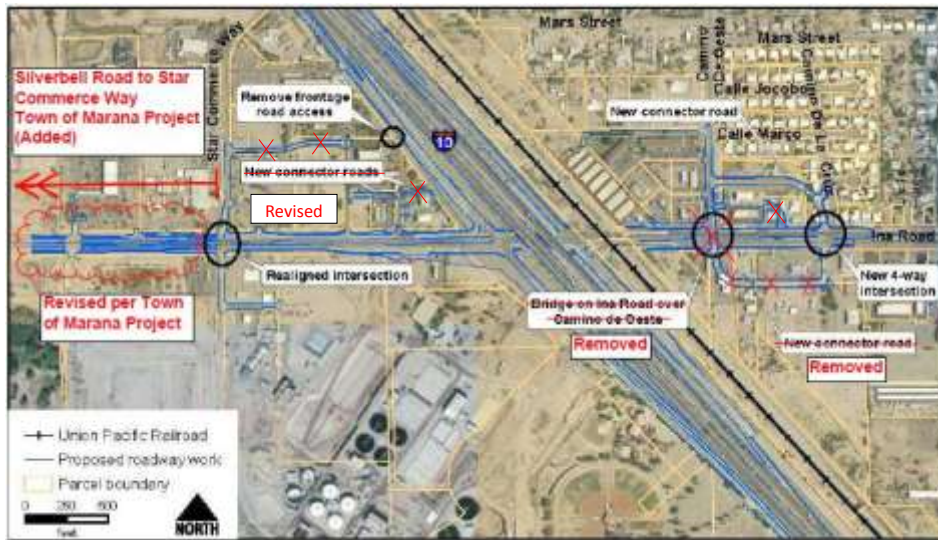 Mars Street
Camino
De Oeste
Mars Street
Silverbell Road to Star
Commerce Way
Town of Marana Project
(Added)
Star Commerce Way
Remove frontage
road access
10
New connector road
Calle Jocobo
Calle Marco
Camino De La
Cruz
New connector roads
Revised
Ina Road
Realigned intersection
New 4-way
intersection
Revised per Town
of Marana Project
Bridge on Ina Road over
Camino de Oeste
Removed
New connector road
Removed
Union Pacific Railroad
Proposed roadway work
Parcel boundary
0 250 500
feet
NORTH